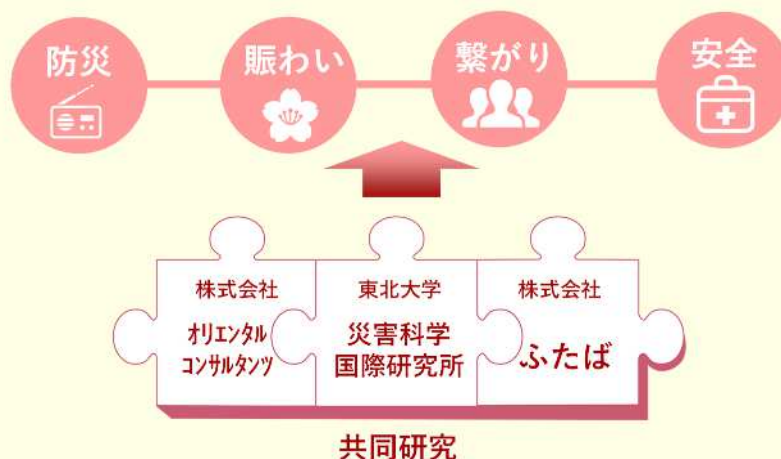 防災
賑わい
繋がり
安全
株式会社
オリエンタル
コンサルタンツ
東北大学
災害科学
国際研究所
株式会社
ふたば
共同研究